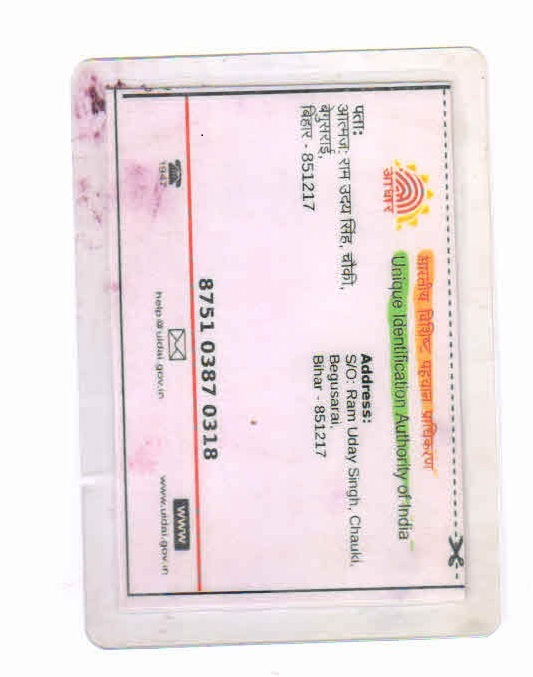 भारतीय विशिष्ट पहचान प्राधिकरण
Unique Identification Authority of India
आधार
पता:
आत्मज: राम उदय सिंह, चौकी,
बेगुसराई,
बिहार - 851217
Address:
S/O: Ram Uday Singh, Chauki,
Begusarai,
Bihar - 851217
8751 0387 0318
1947
help@uidai.gov.in
www
www.uidai.gov.in